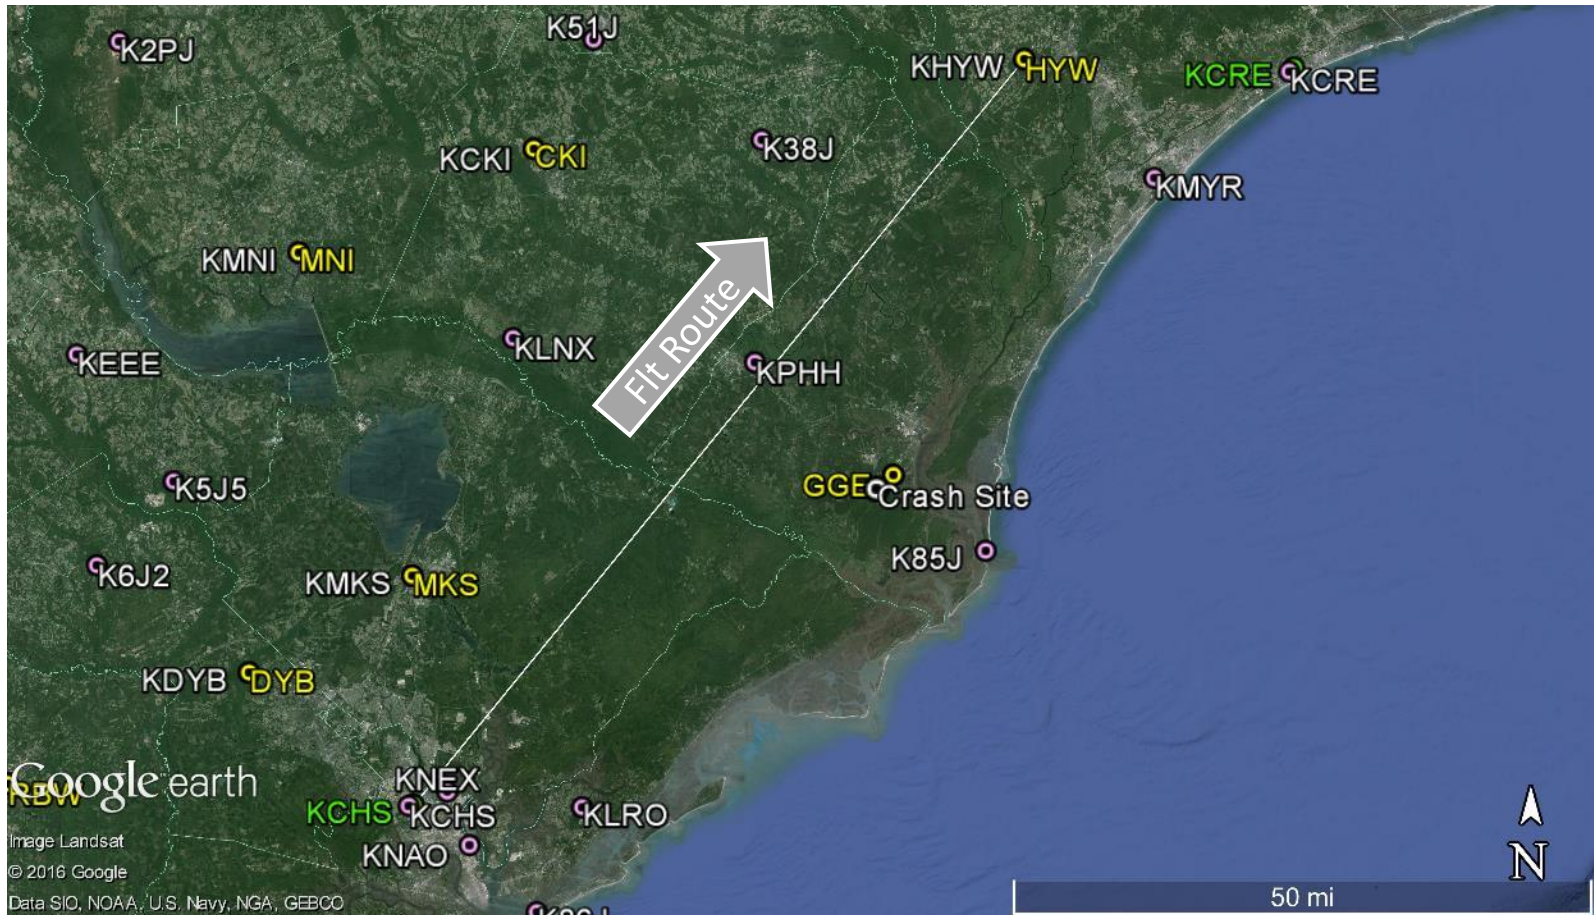 K51J
K2PJ
KHYW HYW
KCRE KCRE
K38J
KCKI CKI
KMYR
KMNI MNI
Flt Route
KLNX
KEEE
KPHH
GGE Crash Site
K5J5
K85J
K6J2
KMKS MKS
KDYB DYB
KNEX
Google earth
RBW
KCHS KCHS
KLRO
Image Landsat
KNAO
© 2016 Google
N
50 mi
Data SIO, NOAA, U.S. Navy, NGA, GEBCO